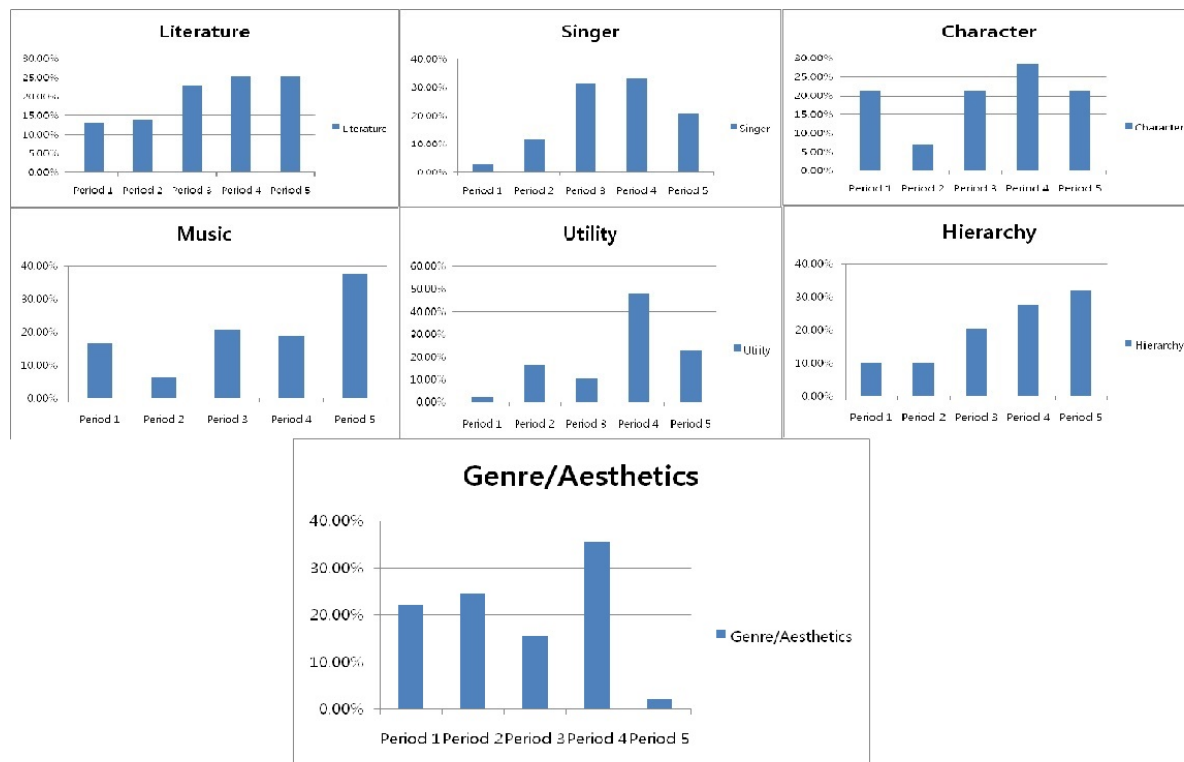 Literature
30.00%
25.00%
20.00%
15.00%
10.00%
5.00%
0.00%
Period 1 Period 2 Period 3 Period 4 Period 5
Literature
Singer
40.00%
30.00%
20.00%
10.00%
0.00%
Period 1 Period 2 Period 3 Period 4 Period 5
Singer
Character
30.00%
25.00%
20.00%
15.00%
10.00%
5.00%
0.00%
Period 1 Period 2 Period 3 Period 4 Period 5
Character
Music
40.00%
30.00%
20.00%
10.00%
0.00%
Period 1 Period 2 Period 3 Period 4 Period 5
Utility
60.00%
50.00%
40.00%
30.00%
20.00%
10.00%
0.00%
Period 1 Period 2 Period 3 Period 4 Period 5
Utility
Hierarchy
40.00%
30.00%
20.00%
10.00%
0.00%
Period 1 Period 2 Period 3 Period 4 Period 5
Hierarchy
Genre/Aesthetics
40.00%
30.00%
20.00%
10.00%
0.00%
Period 1 Period 2 Period 3 Period 4 Period 5
Genre/Aesthetics